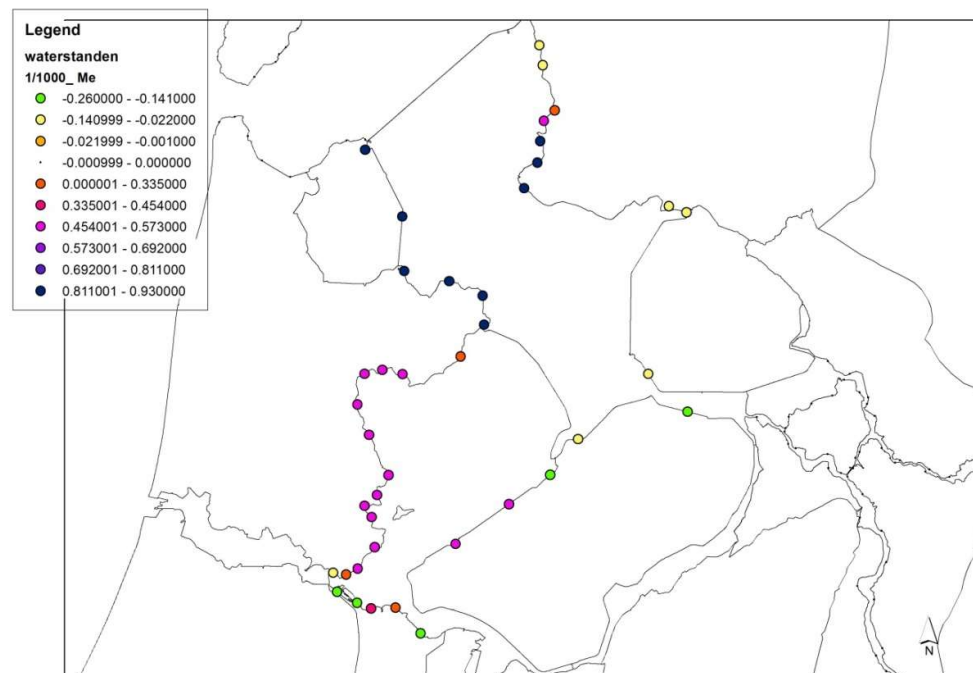 Legend
waterstanden
1/1000_ Me
-0.260000 - -0.141000
-0.140999 - -0.022000
-0.021999 - -0.001000
-0.000999 - 0.000000
0.000001 - 0.335000
0.335001 - 0.454000
0.454001 - 0.573000
0.573001 - 0.692000
0.692001 - 0.811000
0.811001 - 0.930000
N